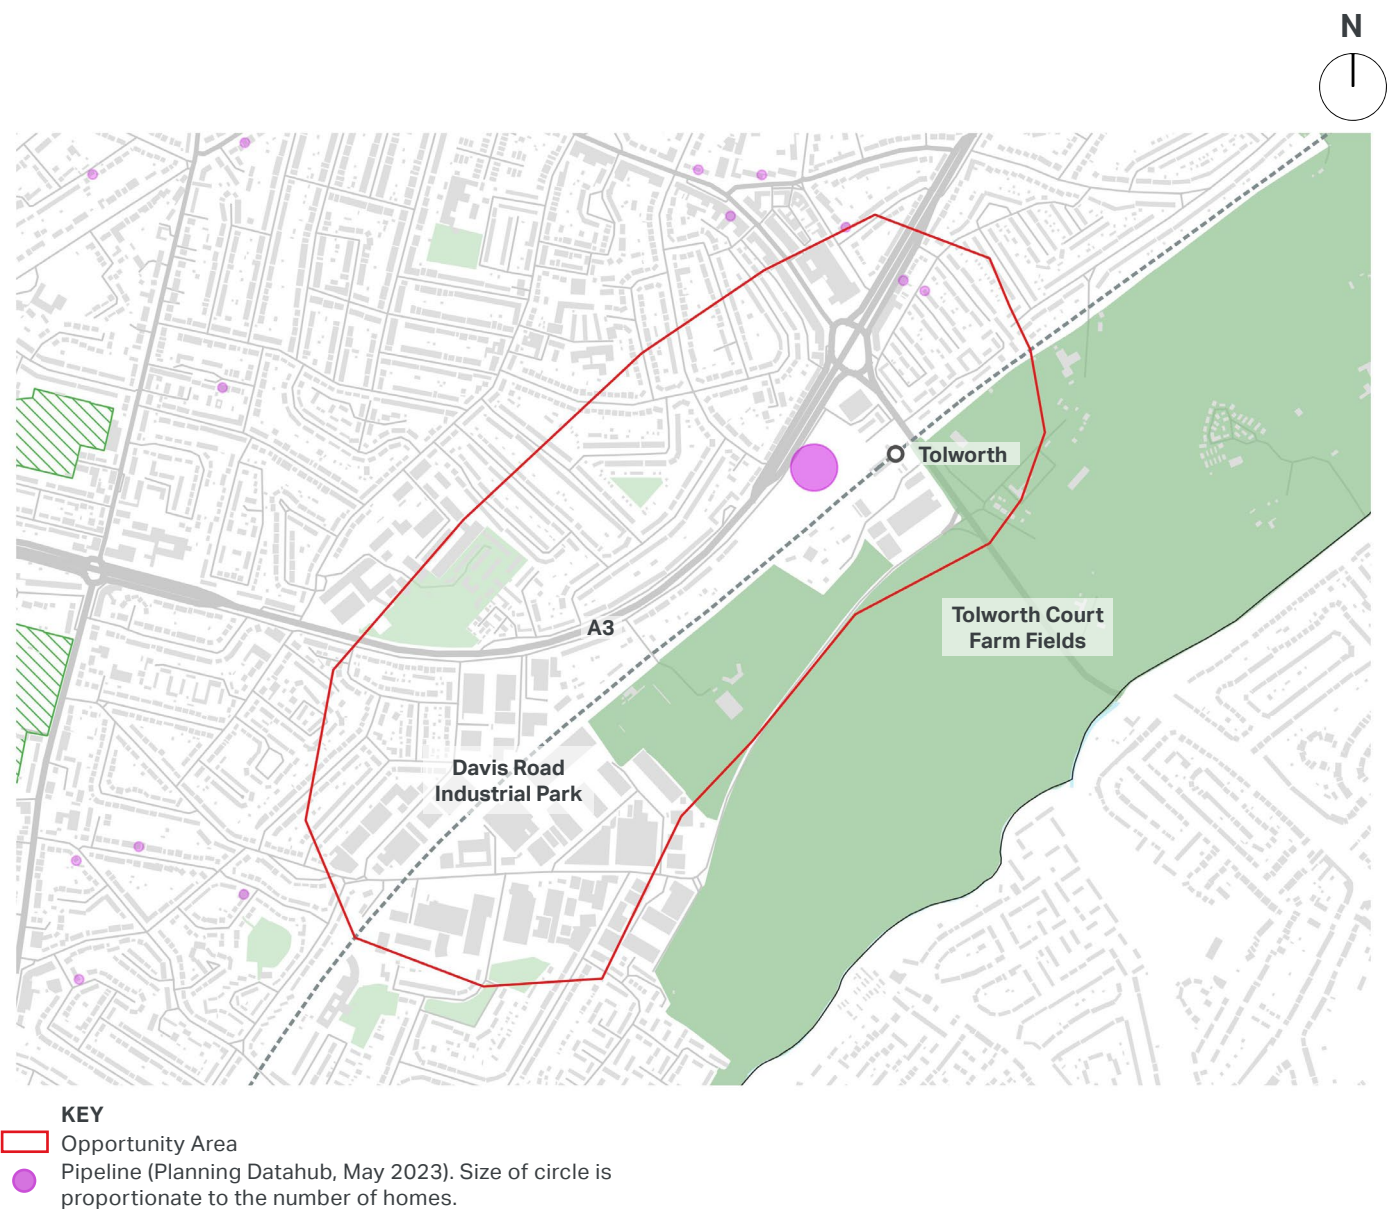 N
Tolworth
Tolworth Court
Farm Fields
A3
Davis Road
Industrial Park
KEY
Opportunity Area
Pipeline (Planning Datahub, May 2023). Size of circle is
proportionate to the number of homes.